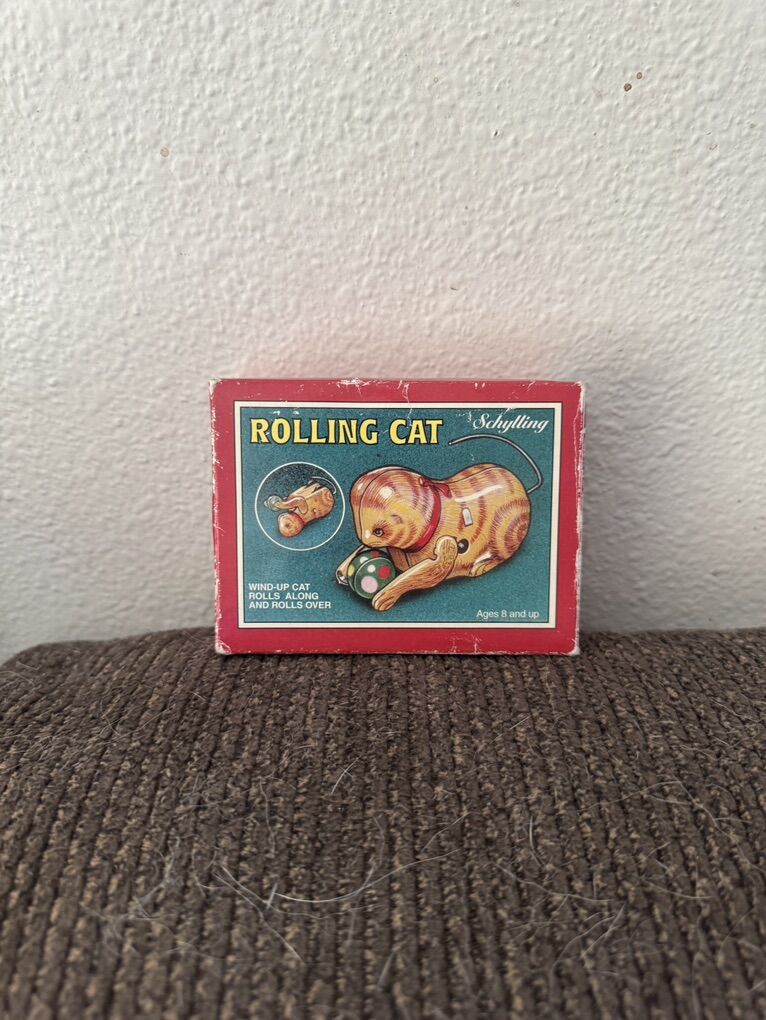 ROLLING CAT
Schylling
WIND-UP CAT
ROLLS ALONG
AND ROLLS OVER
Ages 8 and up